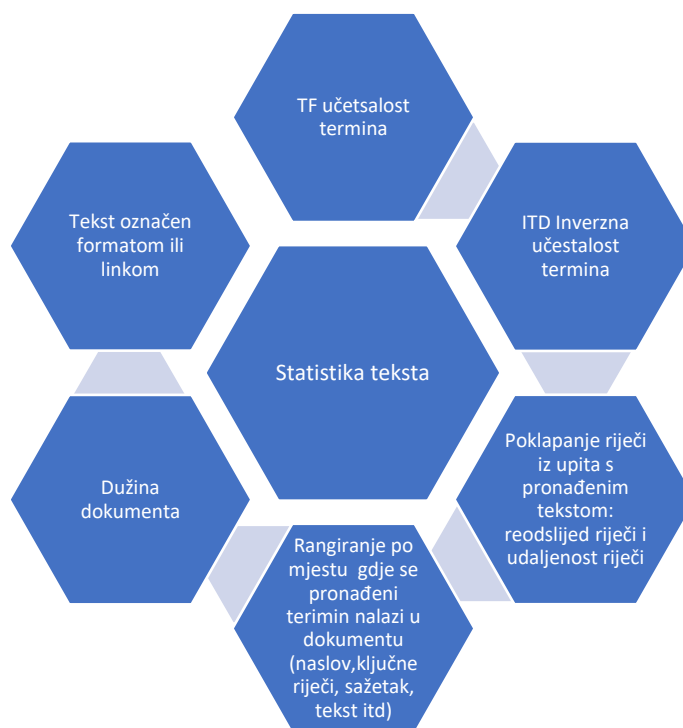 TF učetsalost
termina
ITD Inverzna
učestalost
termina
Poklapanje riječi
iz upita s
pronađenim
tekstom:
reodslijed riječi i
udaljenost riječi
Rangiranje po
mjestu gdje se
pronađeni
terimin nalazi u
dokumentu
(naslov,ključne
riječi, sažetak,
tekst itd)
Dužina
dokumenta
Tekst označen
formatom ili
linkom
Statistika teksta